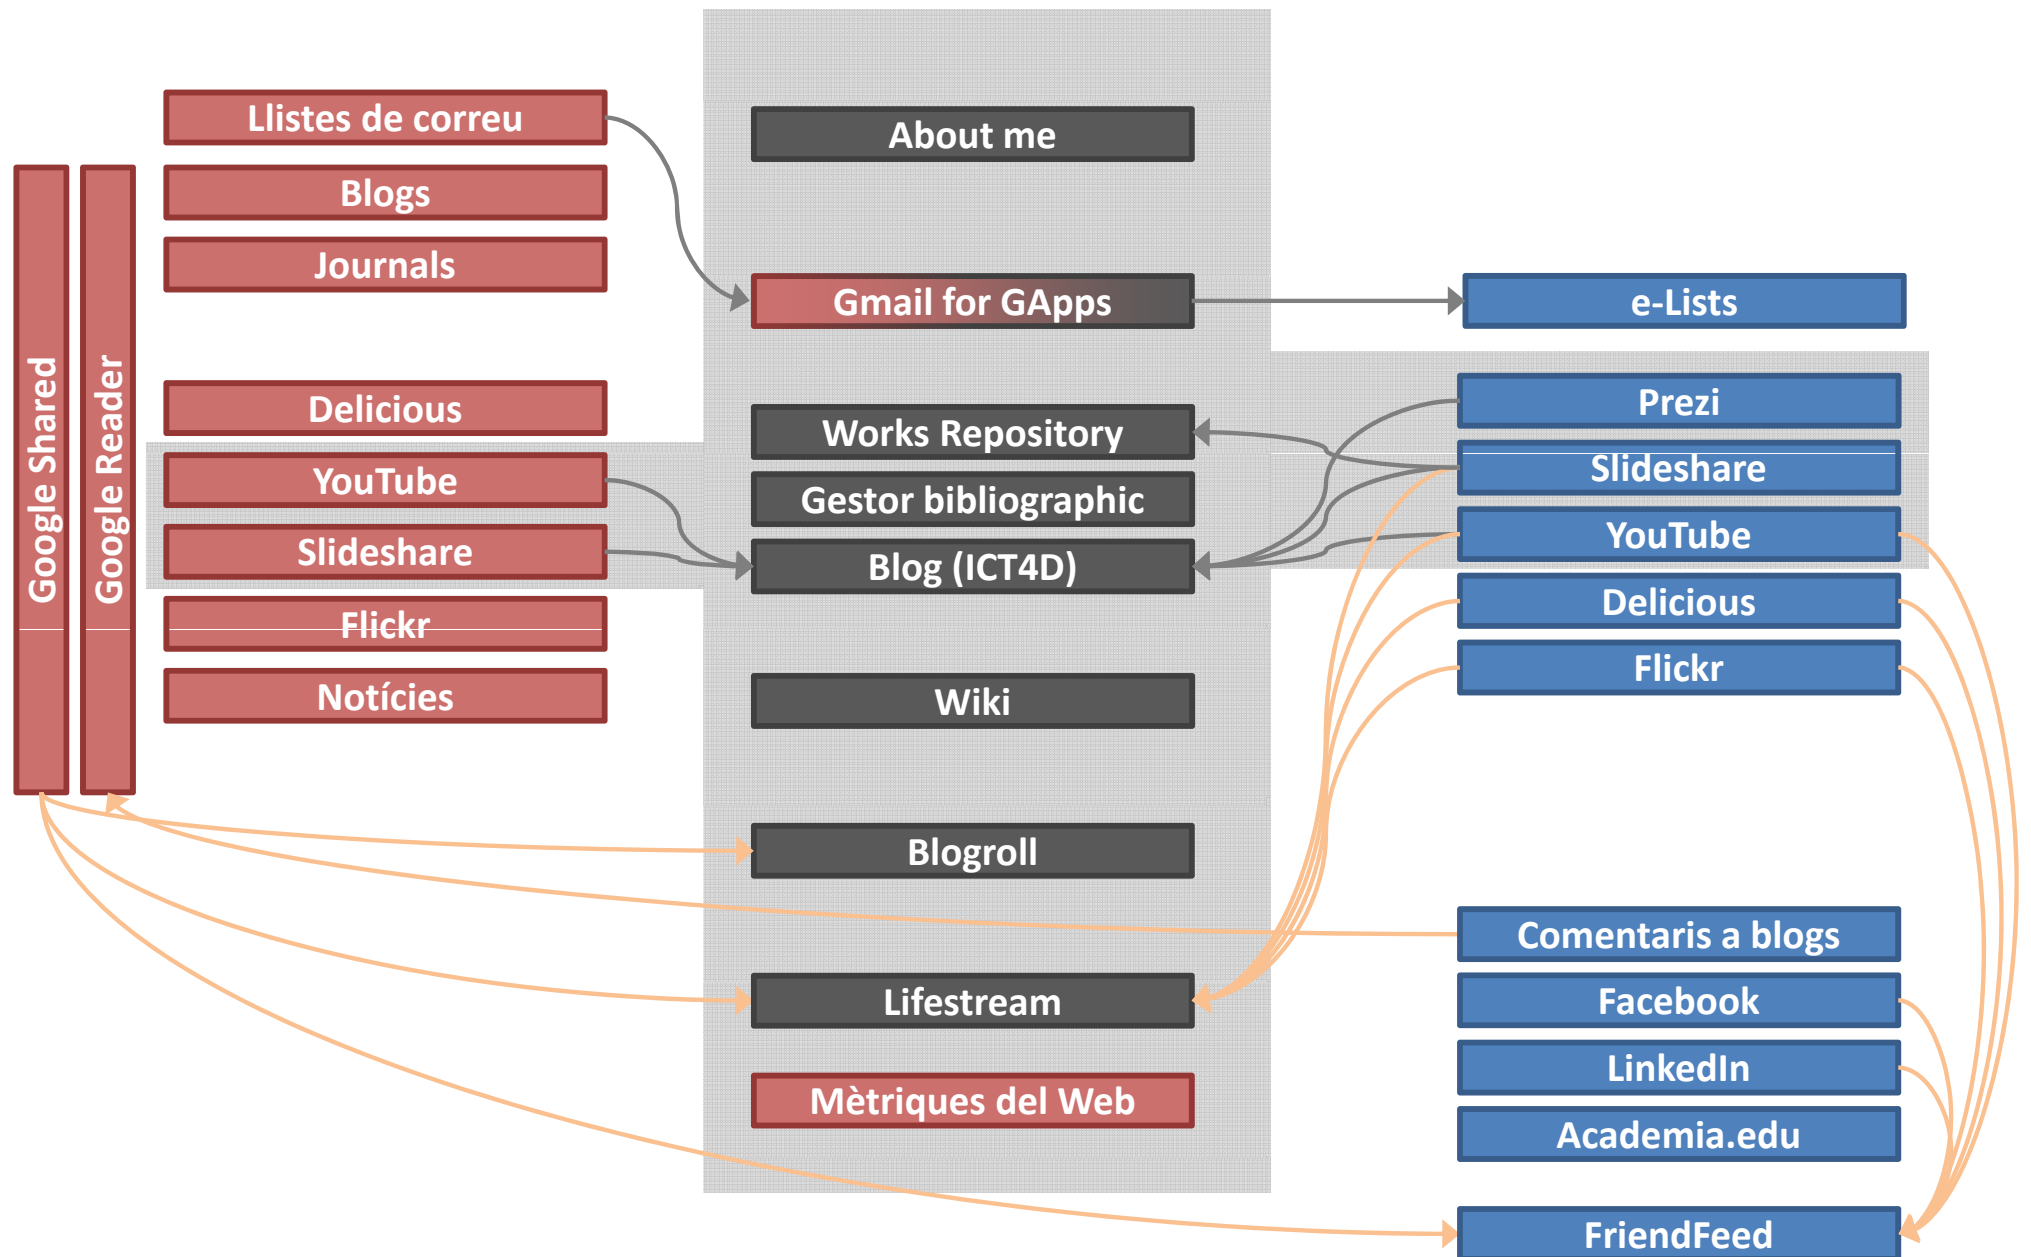 Google Shared
Google Reader
Llistes de correu
Blogs
Journals
Delicious
YouTube
Slideshare
Flickr
Notícies
About me
Gmail for GApps
Works Repository
Gestor bibliographic
Blog (ICT4D)
Wiki
Blogroll
Lifestream
Mètriques del Web
e-Lists
Prezi
Slideshare
YouTube
Delicious
Flickr
Comentaris a blogs
Facebook
LinkedIn
Academia.edu
FriendFeed